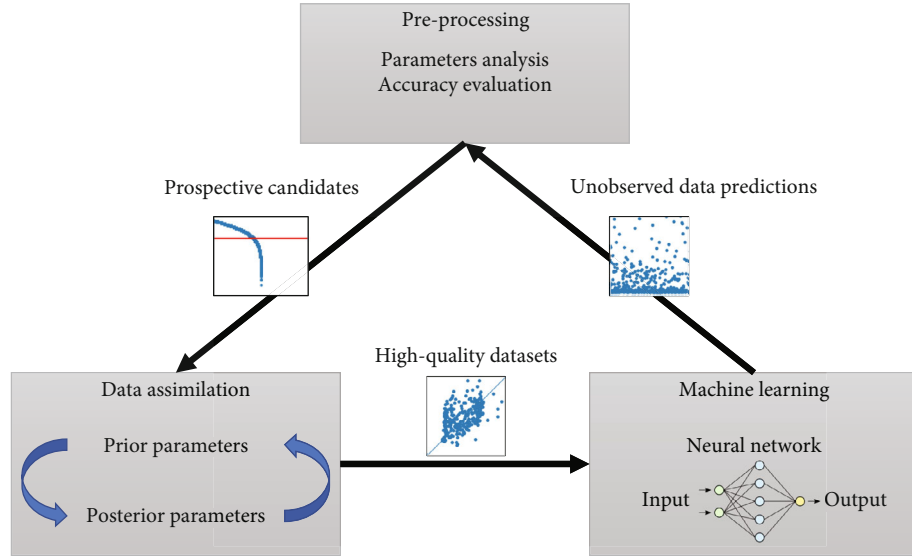 Pre-processing
Parameters analysis
Accuracy evaluation
Prospective candidates
Unobserved data predictions
High-quality datasets
Data assimilation
Prior parameters
Posterior parameters
Machine learning
Neural network
Input
Output